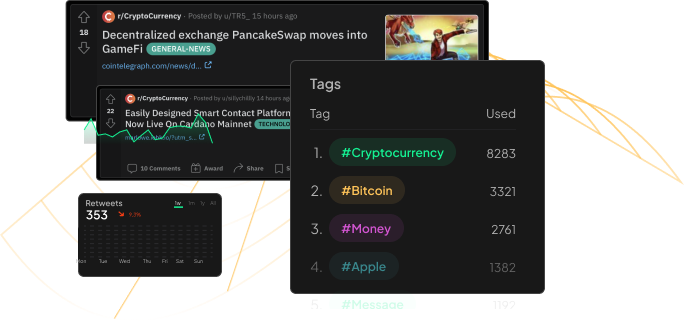 r/CryptoCurrency · Posted by u/TR5_ 15 hours ago
18
Decentralized exchange PancakeSwap moves into
GameFi GENERAL-NEWS
cointelegraph.com/news/d...
r/CryptoCurrency · Posted by u/sillychilly 14 hours ago
22
Easily Designed Smart Contact Platform
Now Live On Cardano Mainnet
10 Comments Award Share
Retweets
353 9.3% 1w 1m 1y All
Mon Tue Wed Thu Fri Sat Sun
Tags
Tag Used
1. #Cryptocurrency 8283
2. #Bitcoin 3321
3. #Money 2761
4. #Apple 1382
5. #Message 1192